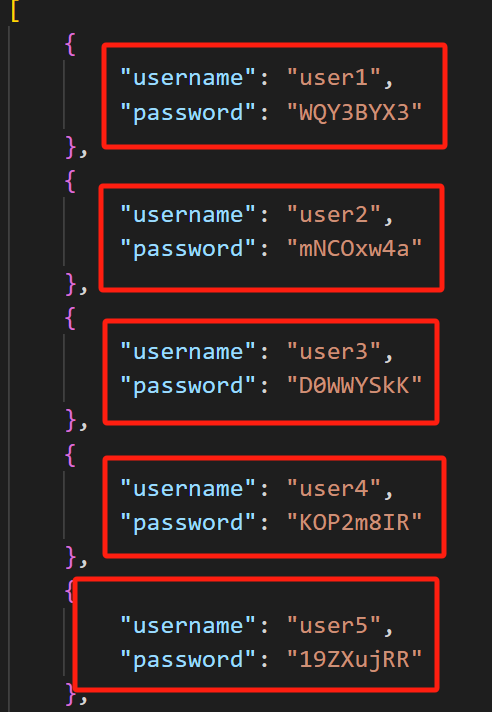 [
{
"username": "user1",
"password": "WQY3BYX3"
},
{
"username": "user2",
"password": "mNCOxw4a"
},
{
"username": "user3",
"password": "D0WWYSkK"
},
{
"username": "user4",
"password": "KOP2m8IR"
},
{
"username": "user5",
"password": "19ZXujRR"
},